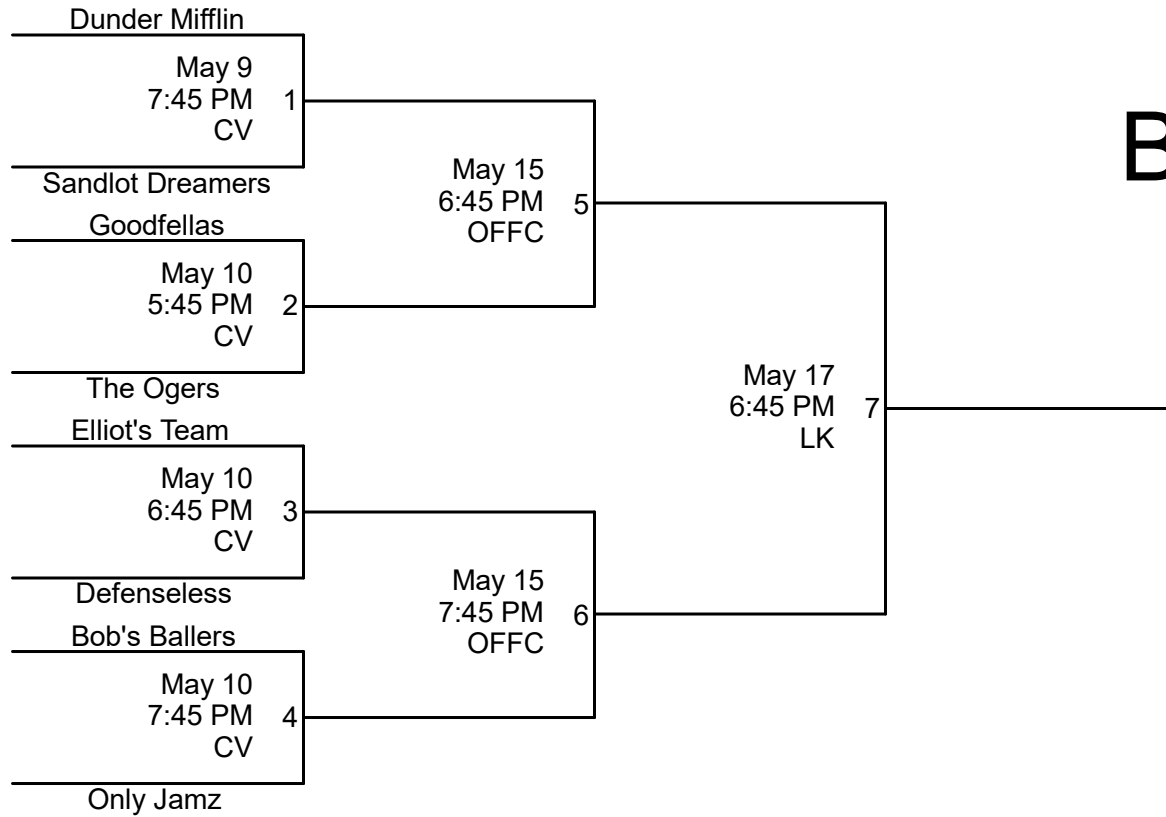 Dunder Mifflin
May 9
7:45 PM
1
CV
Sandlot Dreamers
May 15
6:45 PM
5
OFFC
Goodfellas
May 10
5:45 PM
2
CV
The Ogers
May 17
6:45 PM
7
LK
Elliot's Team
May 10
6:45 PM
3
CV
Defenseless
May 15
7:45 PM
6
OFFC
Bob's Ballers
May 10
7:45 PM
4
CV
Only Jamz
B